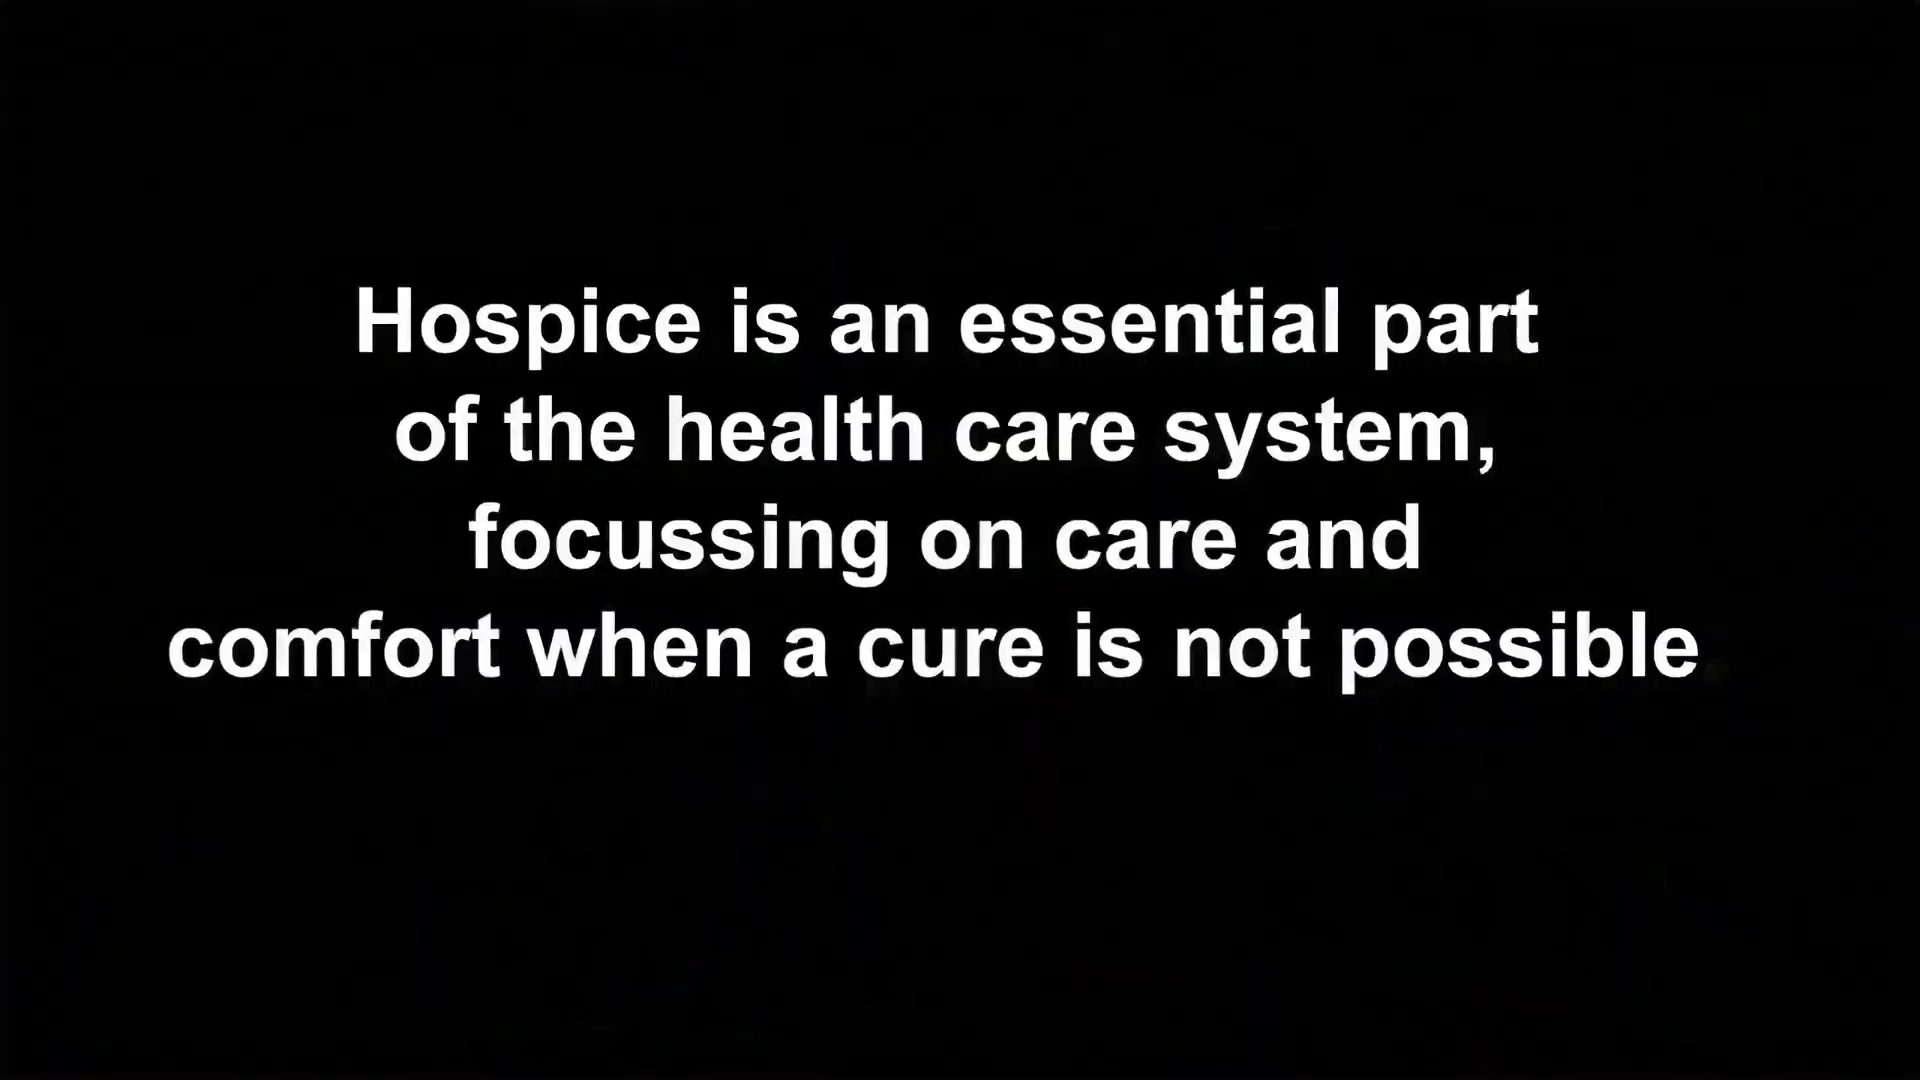 Hospice is an essential part
of the health care system,
focussing on care and
comfort when a cure is not possible